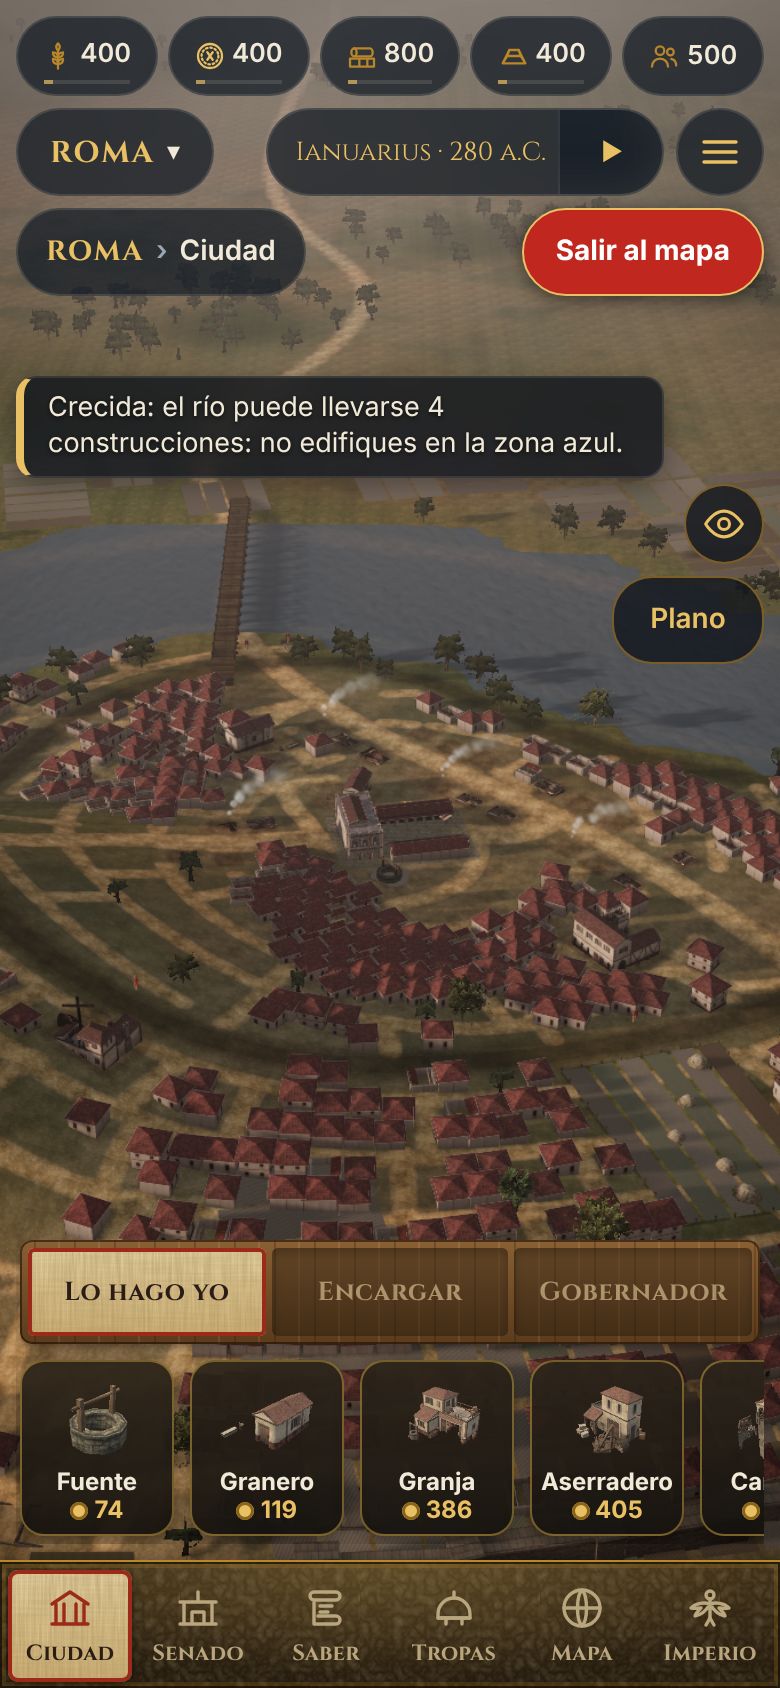 400
400
800
400
500
ROMA ▾
IANUARIUS · 280 A.C.
ROMA › Ciudad
Salir al mapa
Crecida: el río puede llevarse 4
construcciones: no edifiques en la zona azul.
Plano
LO HAGO YO
ENCARGAR
GOBERNADOR
Fuente
74
Granero
119
Granja
386
Aserradero
405
Ca
CIUDAD
SENADO
SABER
TROPAS
MAPA
IMPERIO